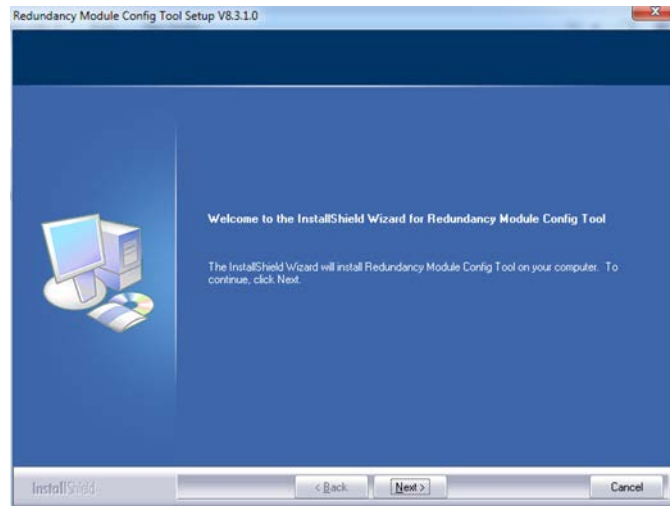 Redundancy Module Config Tool Setup V8.3.1.0
Welcome to the InstallShield Wizard for Redundancy Module Config Tool
The InstallShield Wizard will install Redundancy Module Config Tool on your computer. To
continue, click Next.
InstallShield
< Back
Next >
Cancel